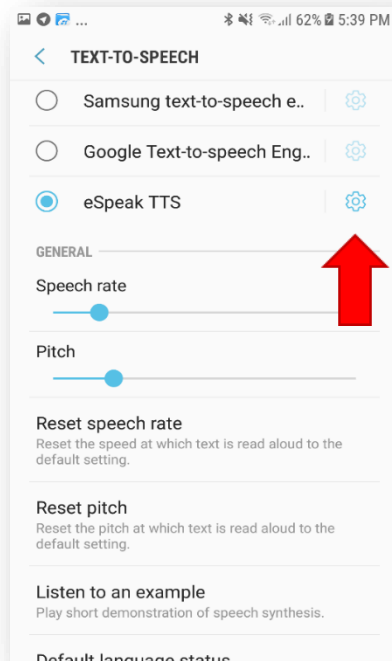 ... 62% 5:39 PM
TEXT-TO-SPEECH
Samsung text-to-speech e..
Google Text-to-speech Eng..
eSpeak TTS
GENERAL
Speech rate
Pitch
Reset speech rate
Reset the speed at which text is read aloud to the
default setting.
Reset pitch
Reset the pitch at which text is read aloud to the
default setting.
Listen to an example
Play short demonstration of speech synthesis.
Default language status